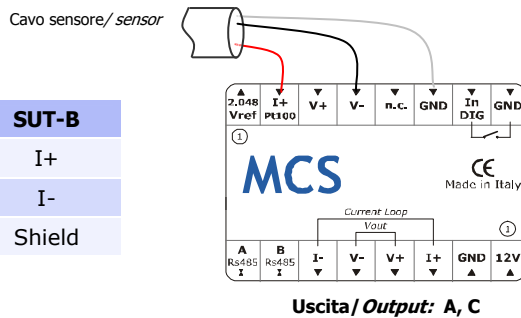 Cavo sensore/ sensor
SUT-B
I+
I-
Shield
2.048 Vref
I+ Pt100
V+
V-
n.c.
GND
In DIG
GND
1
MCS
CE
Made in Italy
Current Loop
Vout
1
A Rs485 I
B Rs485 I
I-
V-
V+
I+
GND
12V
Uscita/Output: A, C